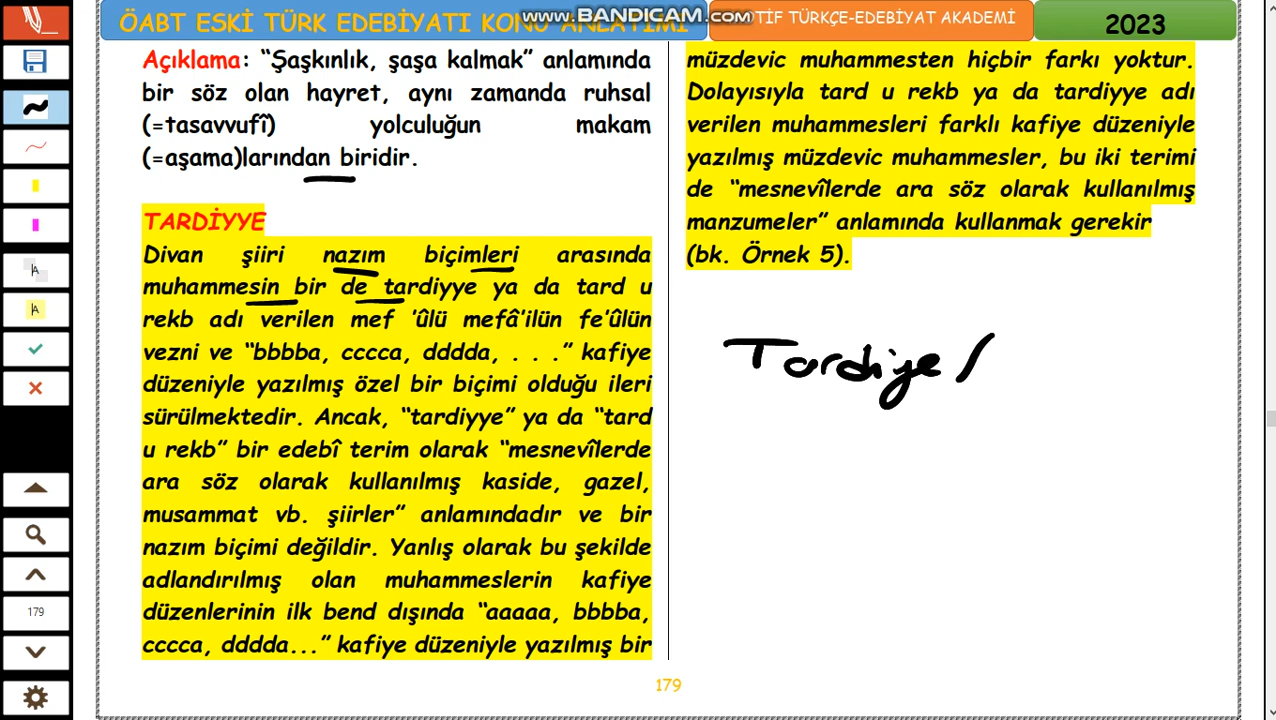 ÖABT ESKİ TÜRK EDEBİYATI KONU ANLATIMI
www.BANDICAM.com
TİF TÜRKÇE-EDEBİYAT AKADEMİ
2023
Açıklama: “Şaşkınlık, şaşa kalmak” anlamında
bir söz olan hayret, aynı zamanda ruhsal
(=tasavvufî) yolculuğun makam
(=aşama)larından biridir.
TARDİYYE
Divan şiiri nazım biçimleri arasında
muhammesin bir de tardiyye ya da tard u
rekb adı verilen mef ’ûlü mefâ’ilün fe’ûlün
vezni ve “bbbba, cccca, dddda, . . .” kafiye
düzeniyle yazılmış özel bir biçimi olduğu ileri
sürülmektedir. Ancak, “tardiyye” ya da “tard
u rekb” bir edebî terim olarak “mesnevîlerde
ara söz olarak kullanılmış kaside, gazel,
musammat vb. şiirler” anlamındadır ve bir
nazım biçimi değildir. Yanlış olarak bu şekilde
adlandırılmış olan muhammeslerin kafiye
düzenlerinin ilk bend dışında “aaaaa, bbbba,
cccca, dddda...” kafiye düzeniyle yazılmış bir
müzdevic muhammesten hiçbir farkı yoktur.
Dolayısıyla tard u rekb ya da tardiyye adı
verilen muhammesleri farklı kafiye düzeniyle
yazılmış müzdevic muhammesler, bu iki terimi
de “mesnevîlerde ara söz olarak kullanılmış
manzumeler” anlamında kullanmak gerekir
(bk. Örnek 5).
Tardiye /
179
179